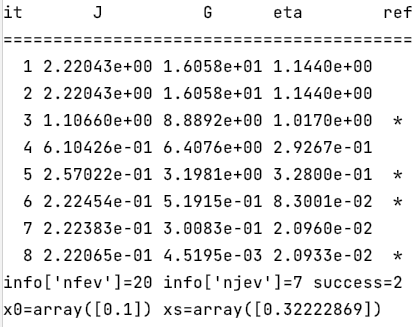 it J G eta ref
=========================================
1 2.22043e+00 1.6058e+01 1.1440e+00
2 2.22043e+00 1.6058e+01 1.1440e+00
3 1.10660e+00 8.8892e+00 1.0170e+00 *
4 6.10426e-01 6.4076e+00 2.9267e-01
5 2.57022e-01 3.1981e+00 3.2800e-01 *
6 2.22454e-01 5.1915e-01 8.3001e-02 *
7 2.22383e-01 3.0083e-01 2.0960e-02
8 2.22065e-01 4.5195e-03 2.0933e-02 *
info['nfev']=20 info['njev']=7 success=2
x0=array([0.1]) xs=array([0.32222869])